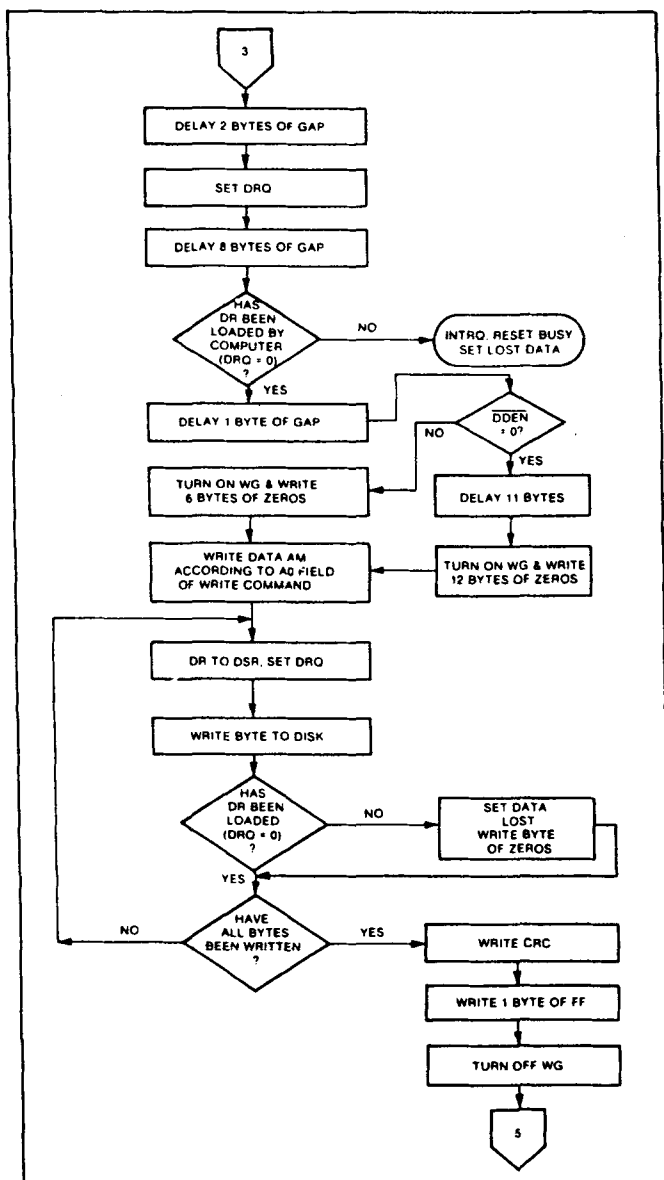 3
DELAY 2 BYTES OF GAP
SET DRQ
DELAY 8 BYTES OF GAP
HAS
DR BEEN
LOADED BY
COMPUTER
(DRQ = 0)
?
NO
INTRQ. RESET BUSY
SET LOST DATA
YES
DELAY 1 BYTE OF GAP
DDEN
= 0?
NO
YES
TURN ON WG & WRITE
6 BYTES OF ZEROS
DELAY 11 BYTES
WRITE DATA AM
ACCORDING TO A0 FIELD
OF WRITE COMMAND
TURN ON WG & WRITE
12 BYTES OF ZEROS
DR TO DSR, SET DRQ
WRITE BYTE TO DISK
HAS
DR BEEN
LOADED
(DRQ = 0)
?
NO
SET DATA
LOST
WRITE BYTE
OF ZEROS
YES
HAVE
ALL BYTES
BEEN WRITTEN
?
NO
YES
WRITE CRC
WRITE 1 BYTE OF FF
TURN OFF WG
5